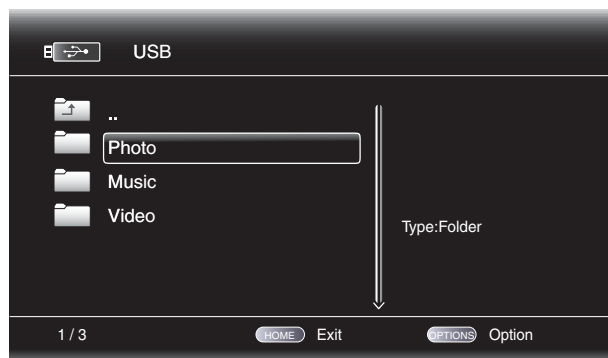 USB
..
Photo
Music
Video
Type:Folder
1 / 3
HOME Exit
OPTIONS Option